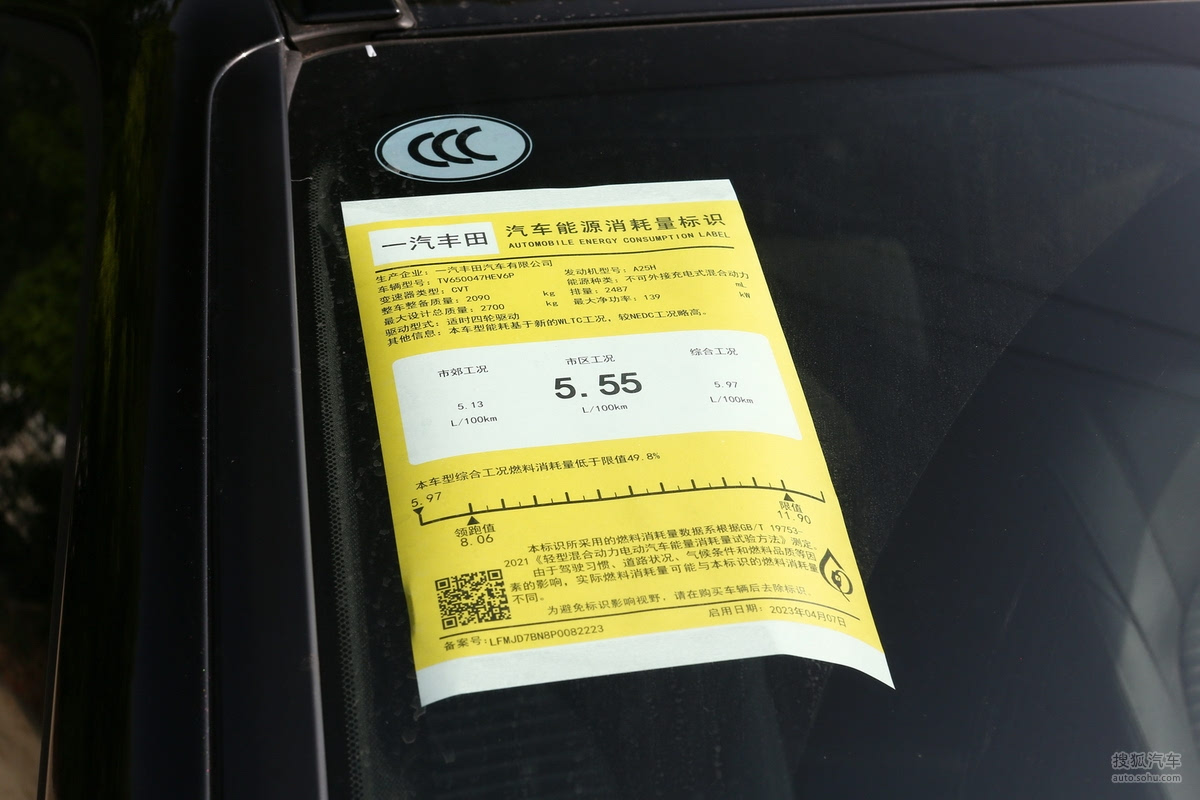 CCC
一汽丰田
汽车能源消耗量标识
AUTOMOBILE ENERGY CONSUMPTION LABEL
生产企业：一汽丰田汽车有限公司
车辆型号：TV650047HEV6P 发动机型号：A25H
变速器类型：CVT 能源种类：不可外接充电式混合动力
整车整备质量：2090 kg 排量：2487 mL
最大设计总质量：2700 kg 最大净功率：139 kW
驱动型式：适时四轮驱动
其他信息：本车型能耗基于新的WLTC工况，较NEDC工况略高。
市郊工况 市区工况 综合工况
5.13 5.55 5.97
L/100km L/100km L/100km
本车型综合工况燃料消耗量低于限值49.8%
5.97
领跑值 限值
8.06 11.90
本标识所采用的燃料消耗量数据系根据GB/T 19753-
2021《轻型混合动力电动汽车能量消耗量试验方法》测定。
由于驾驶习惯、道路状况、气候条件和燃料品质等因
素的影响，实际燃料消耗量可能与本标识的燃料消耗量
不同。
为避免标识影响视野，请在购买车辆后去除标识.
备案号:LFMJD7BN8P0082223 启用日期：2023年04月07日
搜狐汽车
auto.sohu.com